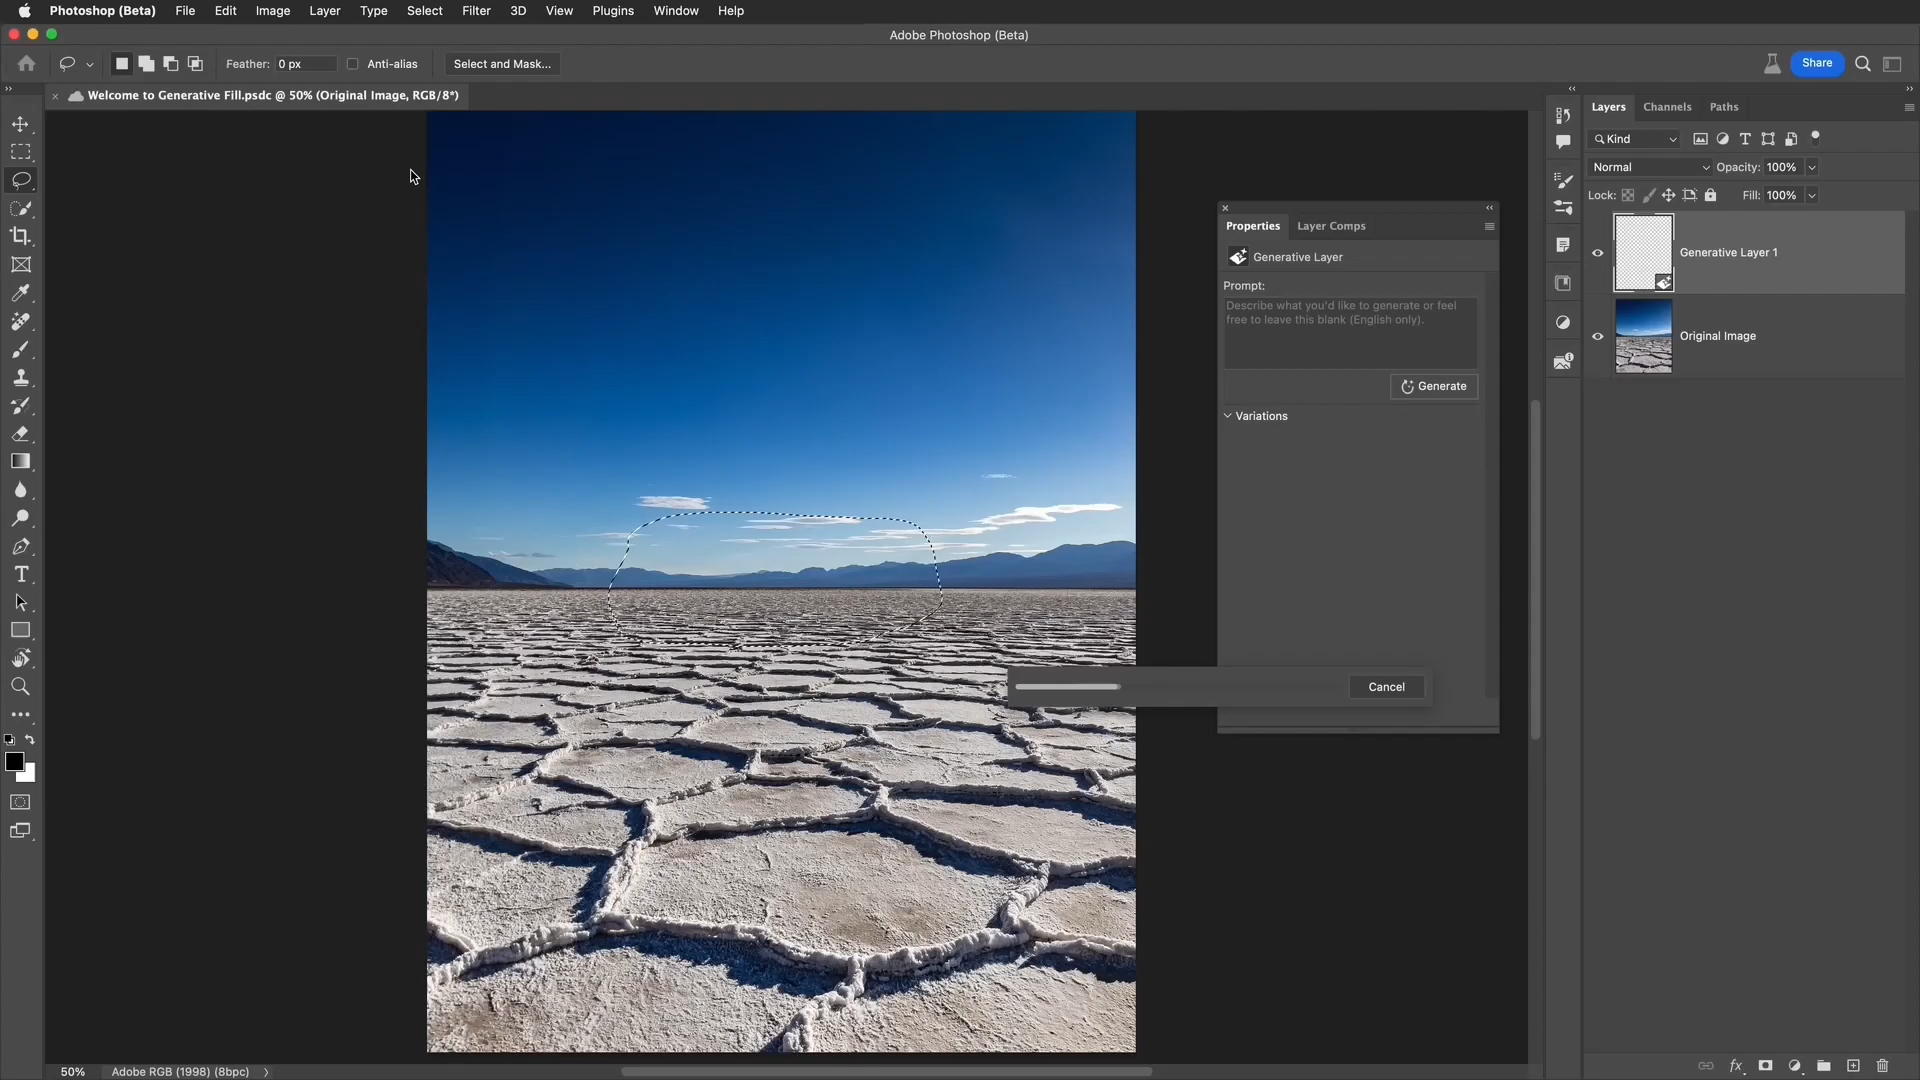 Photoshop (Beta) File Edit Image Layer Type Select Filter 3D View Plugins Window Help
Adobe Photoshop (Beta)
Feather: 0 px Anti-alias Select and Mask... Share
Welcome to Generative Fill.psdc @ 50% (Original Image, RGB/8*)
Layers Channels Paths
Kind
Normal Opacity: 100%
Lock: Fill: 100%
Generative Layer 1
Original Image
Properties Layer Comps
Generative Layer
Prompt:
Describe what you'd like to generate or feel
free to leave this blank (English only).
Generate
Variations
Cancel
50% Adobe RGB (1998) (8bpc)
fx